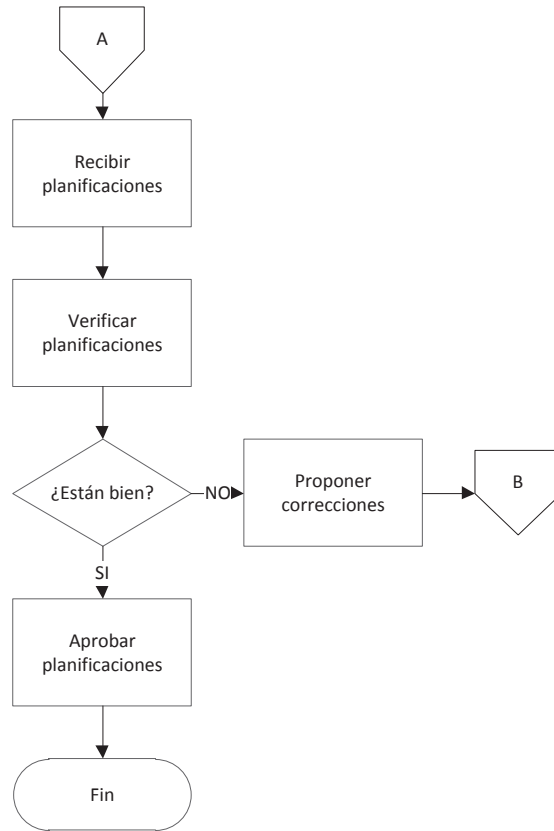 A
Recibir
planificaciones
Verificar
planificaciones
¿Están bien?
NO
Proponer
correcciones
B
SI
Aprobar
planificaciones
Fin